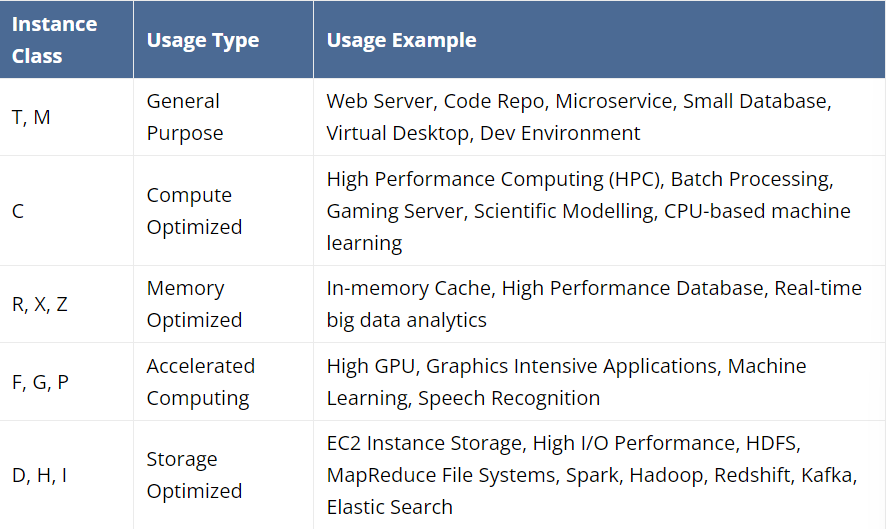 Instance
Class
Usage Type
Usage Example
T, M
General
Purpose
Web Server, Code Repo, Microservice, Small Database,
Virtual Desktop, Dev Environment
C
Compute
Optimized
High Performance Computing (HPC), Batch Processing,
Gaming Server, Scientific Modelling, CPU-based machine
learning
R, X, Z
Memory
Optimized
In-memory Cache, High Performance Database, Real-time
big data analytics
F, G, P
Accelerated
Computing
High GPU, Graphics Intensive Applications, Machine
Learning, Speech Recognition
D, H, I
Storage
Optimized
EC2 Instance Storage, High I/O Performance, HDFS,
MapReduce File Systems, Spark, Hadoop, Redshift, Kafka,
Elastic Search